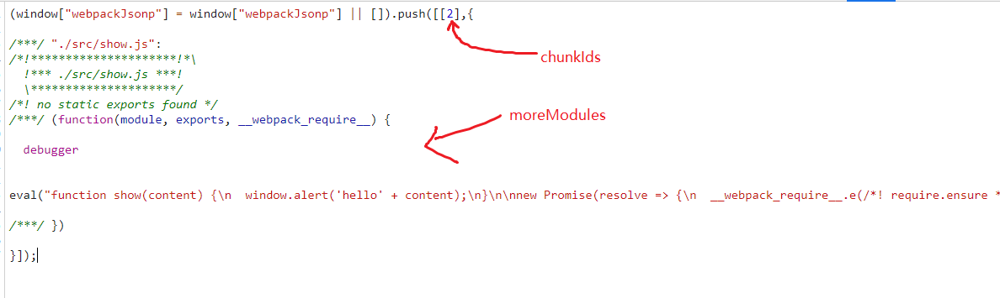 (window["webpackJsonp"] = window["webpackJsonp"] || []).push([[2],{
chunkIds
/***/ "./src/show.js":
/*!*********************!*\
  !*** ./src/show.js ***!
  \*********************/
/*! no static exports found */
moreModules
/***/ (function(module, exports, __webpack_require__) {
  debugger
eval("function show(content) {\n  window.alert('hello' + content);\n}\n\nnew Promise(resolve => {\n  __webpack_require__.e(/*! require.ensure *
/***/ })
}]);